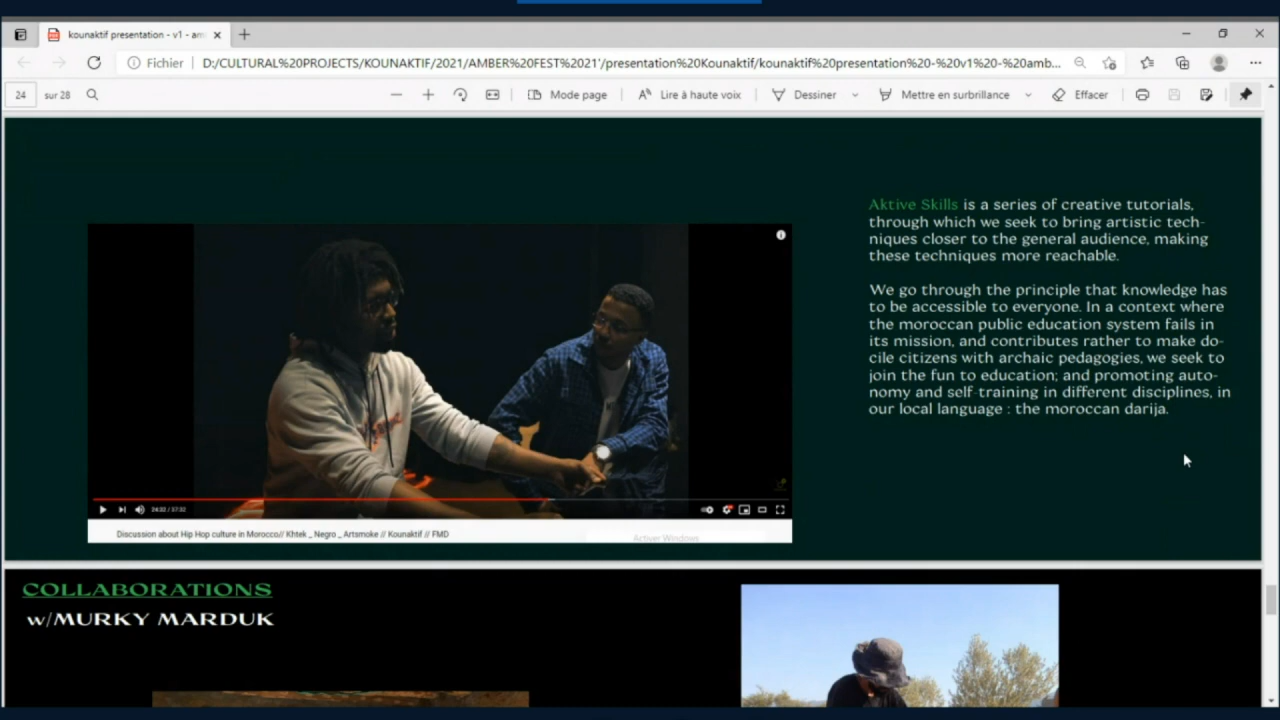 kounaktif presentation - v1 - am
Fichier
D:/CULTURAL%20PROJECTS/KOUNAKTIF/2021/AMBER%20FEST%2021'/presentation%20Kounaktif/kounaktif%20presentation%20-%20v1%20-%20amb...
24 sur 28
Mode page
Lire à haute voix
Dessiner
Mettre en surbrillance
Effacer
Aktive Skills is a series of creative tutorials,
through which we seek to bring artistic tech-
niques closer to the general audience, making
these techniques more reachable.
We go through the principle that knowledge has
to be accessible to everyone. In a context where
the moroccan public education system fails in
its mission, and contributes rather to make do-
cile citizens with archaic pedagogies, we seek to
join the fun to education; and promoting auto-
nomy and self-training in different disciplines, in
our local language : the moroccan darija.
24:32 / 37:32
Discussion about Hip Hop culture in Morocco// Khtek _ Negro _ Artsmoke // Kounaktif // FMD
Activer Windows
COLLABORATIONS
w/MURKY MARDUK